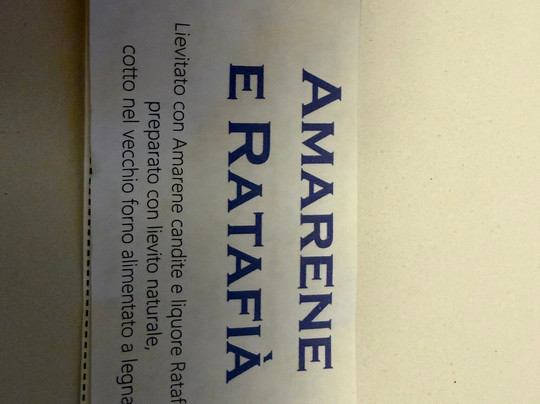 AMARENE
E RATAFIÀ
Lievitato con Amarene candite e liquore Rataf
preparato con lievito naturale,
cotto nel vecchio forno alimentato a legna